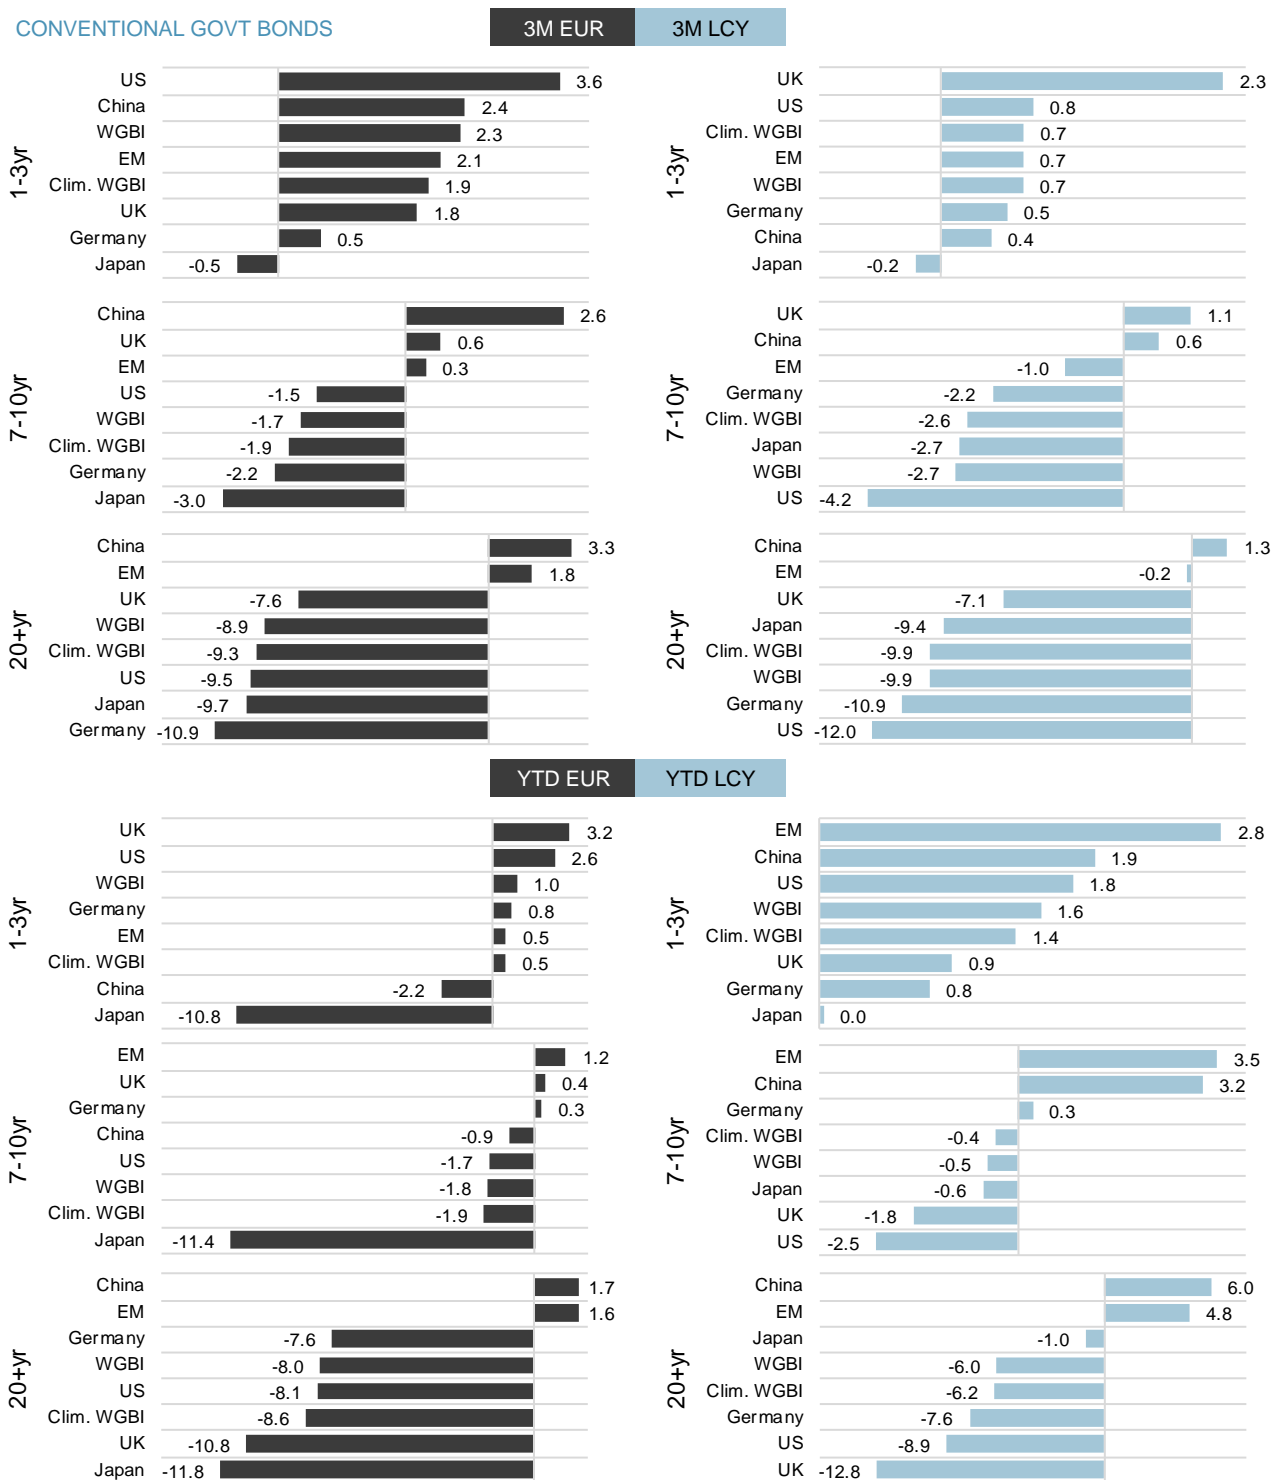 CONVENTIONAL GOVT BONDS
3M EUR 3M LCY
1-3yr
US 3.6
China 2.4
WGBI 2.3
EM 2.1
Clim. WGBI 1.9
UK 1.8
Germany 0.5
Japan -0.5
1-3yr
UK 2.3
US 0.8
Clim. WGBI 0.7
EM 0.7
WGBI 0.7
Germany 0.5
China 0.4
Japan -0.2
7-10yr
China 2.6
UK 0.6
EM 0.3
US -1.5
WGBI -1.7
Clim. WGBI -1.9
Germany -2.2
Japan -3.0
7-10yr
UK 1.1
China 0.6
EM -1.0
Germany -2.2
Clim. WGBI -2.6
Japan -2.7
WGBI -2.7
US -4.2
20+yr
China 3.3
EM 1.8
UK -7.6
WGBI -8.9
Clim. WGBI -9.3
US -9.5
Japan -9.7
Germany -10.9
20+yr
China 1.3
EM -0.2
UK -7.1
Japan -9.4
Clim. WGBI -9.9
WGBI -9.9
Germany -10.9
US -12.0
YTD EUR YTD LCY
1-3yr
UK 3.2
US 2.6
WGBI 1.0
Germany 0.8
EM 0.5
Clim. WGBI 0.5
China -2.2
Japan -10.8
1-3yr
EM 2.8
China 1.9
US 1.8
WGBI 1.6
Clim. WGBI 1.4
UK 0.9
Germany 0.8
Japan 0.0
7-10yr
EM 1.2
UK 0.4
Germany 0.3
China -0.9
US -1.7
WGBI -1.8
Clim. WGBI -1.9
Japan -11.4
7-10yr
EM 3.5
China 3.2
Germany 0.3
Clim. WGBI -0.4
WGBI -0.5
Japan -0.6
UK -1.8
US -2.5
20+yr
China 1.7
EM 1.6
Germany -7.6
WGBI -8.0
US -8.1
Clim. WGBI -8.6
UK -10.8
Japan -11.8
20+yr
China 6.0
EM 4.8
Japan -1.0
WGBI -6.0
Clim. WGBI -6.2
Germany -7.6
US -8.9
UK -12.8